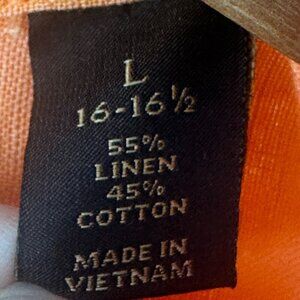 L
16-16½
55%
LINEN
45%
COTTON
MADE IN
VIETNAM